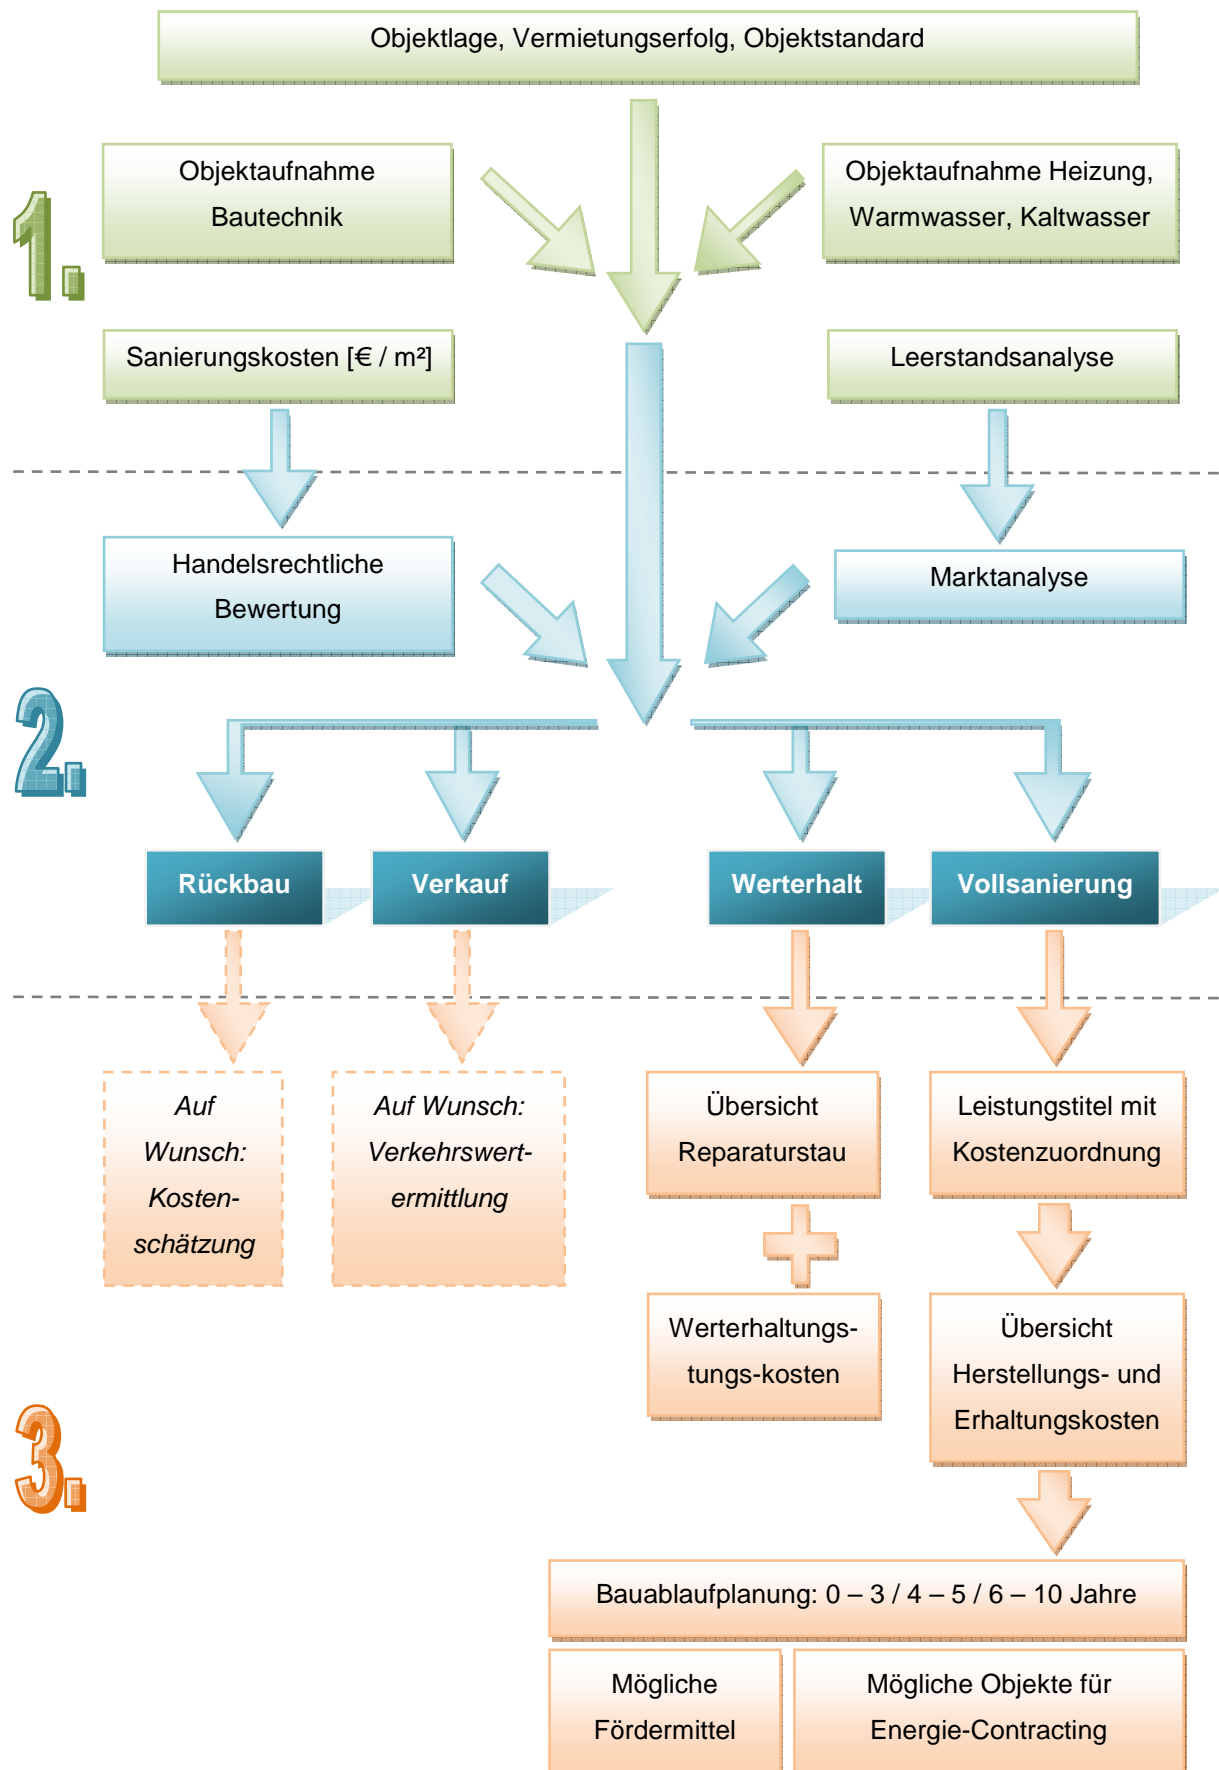 Objektlage, Vermietungserfolg, Objektstandard
Objektaufnahme
Bautechnik
Objektaufnahme Heizung,
Warmwasser, Kaltwasser
1.
Sanierungskosten [€ / m²]
Leerstandsanalyse
Handelsrechtliche
Bewertung
Marktanalyse
2.
Rückbau
Verkauf
Werterhalt
Vollsanierung
Auf
Wunsch:
Kosten-
schätzung
Auf Wunsch:
Verkehrswert-
ermittlung
Übersicht
Reparaturstau
Leistungstitel mit
Kostenzuordnung
Werterhaltungs-
tungs-kosten
Übersicht
Herstellungs- und
Erhaltungskosten
3.
Bauablaufplanung: 0 – 3 / 4 – 5 / 6 – 10 Jahre
Mögliche
Fördermittel
Mögliche Objekte für
Energie-Contracting